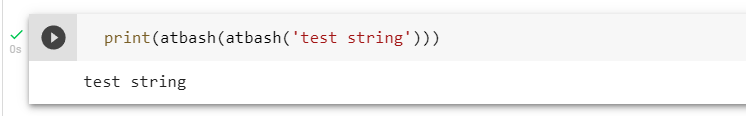 print(atbash(atbash('test string')))
0s
test string